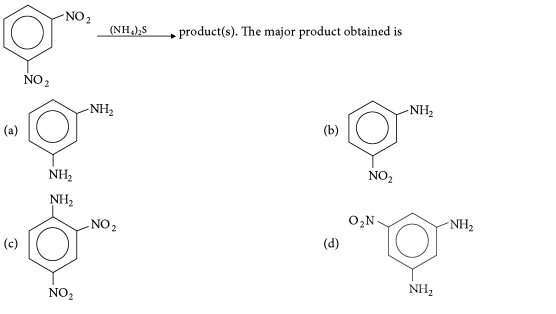 NO₂
(NH₄)₂S
product(s). The major product obtained is
NO₂
(a)
NH₂
NH₂
(b)
NH₂
NO₂
(c)
NH₂
NO₂
NO₂
(d)
O₂N
NH₂
NH₂